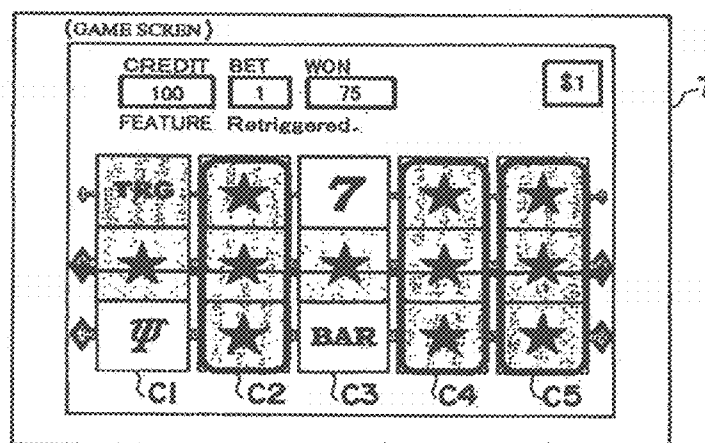 (GAME SCREEN)
CREDIT BET WON
100 1 75 $1
FEATURE Retriggered.
TRG 7
BAR
C1 C2 C3 C4 C5